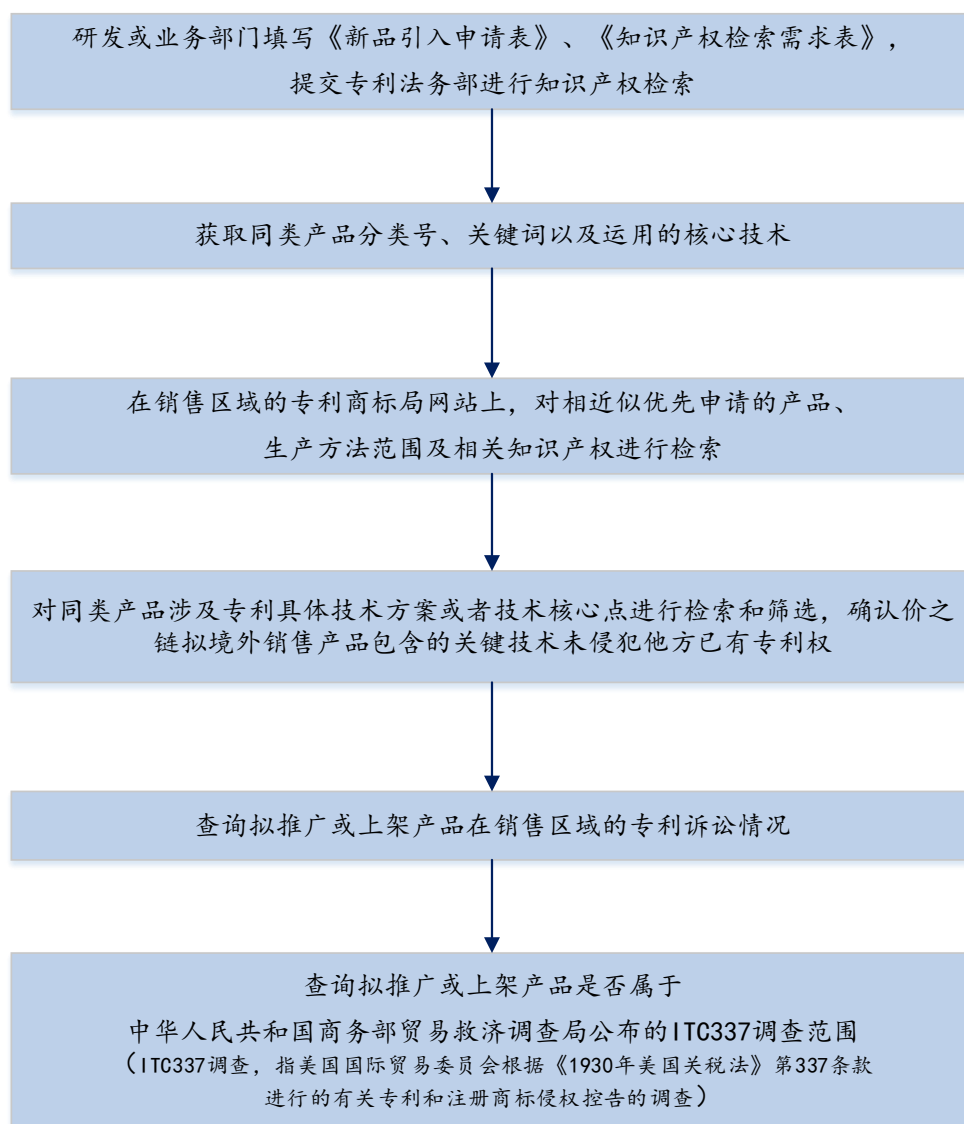 研发或业务部门填写《新品引入申请表》、《知识产权检索需求表》，
提交专利法务部进行知识产权检索
获取同类产品分类号、关键词以及运用的核心技术
在销售区域的专利商标局网站上，对相近似优先申请的产品、
生产方法范围及相关知识产权进行检索
对同类产品涉及专利具体技术方案或者技术核心点进行检索和筛选，确认价之
链拟境外销售产品包含的关键技术未侵犯他方已有专利权
查询拟推广或上架产品在销售区域的专利诉讼情况
查询拟推广或上架产品是否属于
中华人民共和国商务部贸易救济调查局公布的ITC337调查范围
（ITC337调查，指美国国际贸易委员会根据《1930年美国关税法》第337条款
进行的有关专利和注册商标侵权控告的调查）